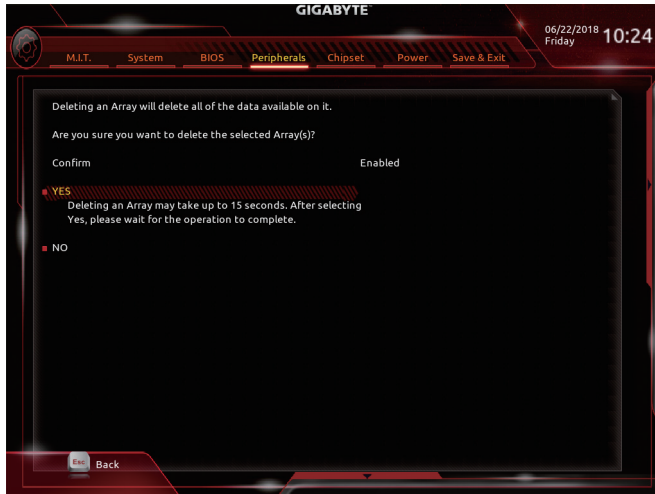 GIGABYTE™
06/22/2018 10:24
Friday
M.I.T. System BIOS Peripherals Chipset Power Save & Exit
Deleting an Array will delete all of the data available on it.
Are you sure you want to delete the selected Array(s)?
Confirm Enabled
YES
Deleting an Array may take up to 15 seconds. After selecting
Yes, please wait for the operation to complete.
NO
Esc Back